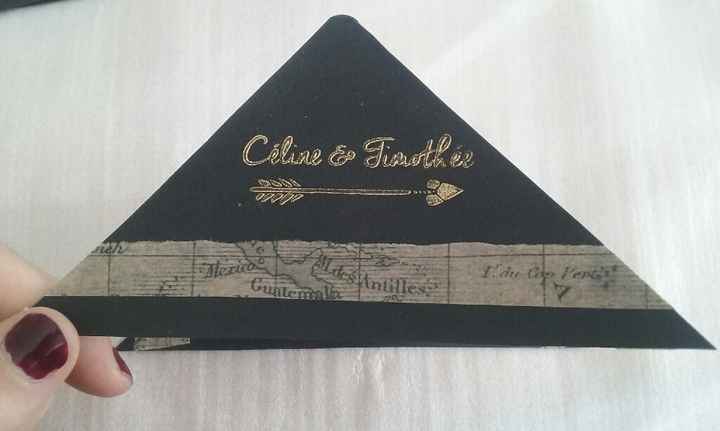 Céline & Timothée
Mexico
M. des Antilles
Guatemala
I. du Cap Vert